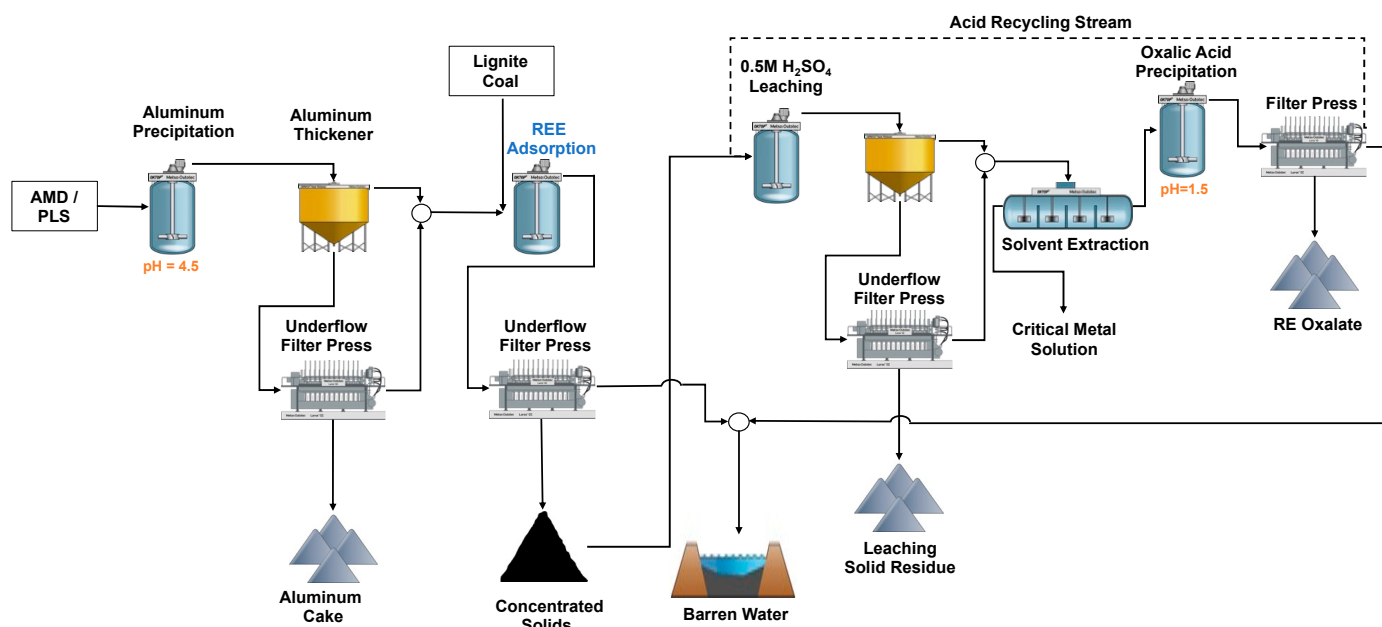 Acid Recycling Stream
Lignite
Coal
0.5M H₂SO₄
Leaching
Oxalic Acid
Precipitation
Aluminum
Precipitation
Aluminum
Thickener
REE
Adsorption
Filter Press
AMD /
PLS
pH = 4.5
pH=1.5
Solvent Extraction
Underflow
Filter Press
Underflow
Filter Press
Underflow
Filter Press
Critical Metal
Solution
RE Oxalate
Aluminum
Cake
Concentrated
Solids
Barren Water
Leaching
Solid Residue